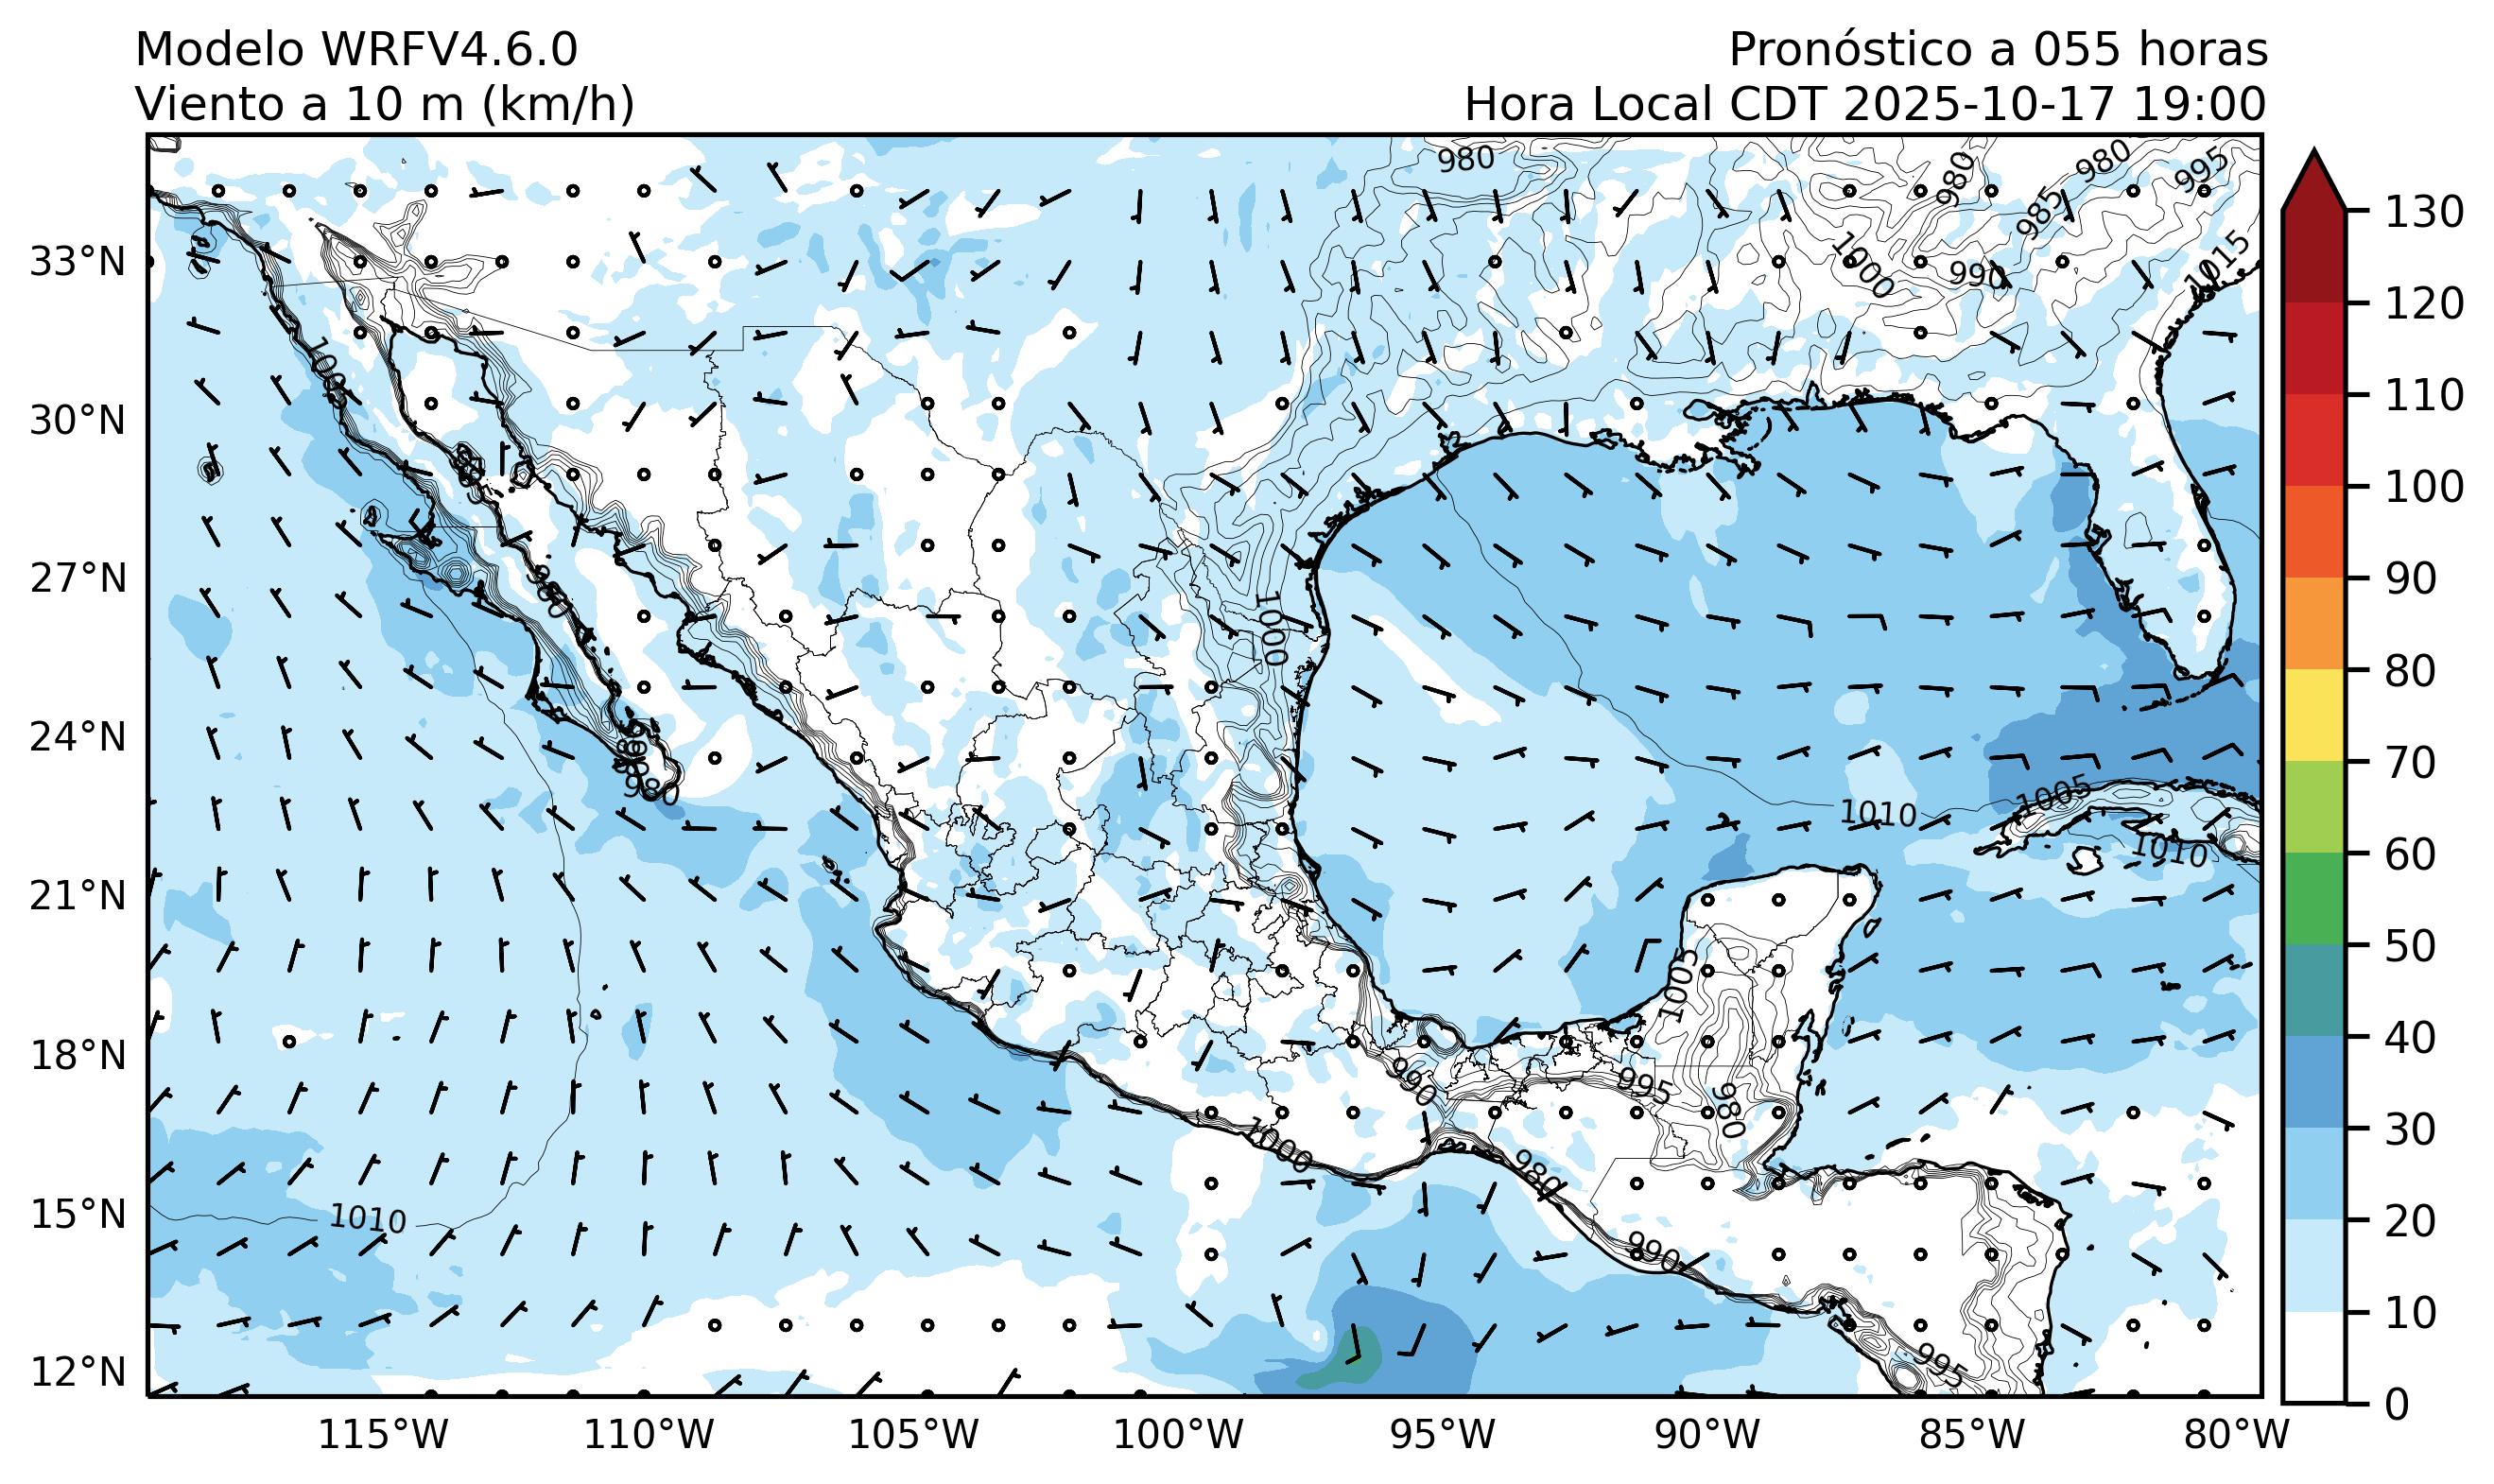 Modelo WRFV4.6.0
Pronóstico a 055 horas
Viento a 10 m (km/h)
Hora Local CDT 2025-10-17 19:00
980
980
980
995
985
1015
1000
990
1005
1000
980
980
1010
1005
1010
1005
990
995
980
1000
980
1010
990
995
33°N
30°N
27°N
24°N
21°N
18°N
15°N
12°N
115°W
110°W
105°W
100°W
95°W
90°W
85°W
80°W
130
120
110
100
90
80
70
60
50
40
30
20
10
0